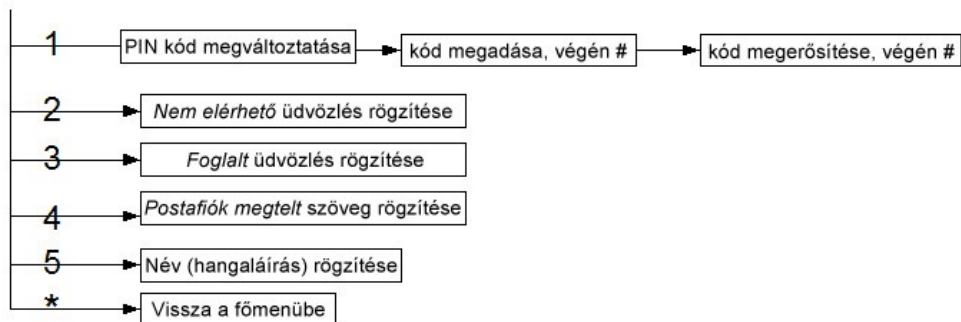 1 PIN kód megváltoztatása kód megadása, végén # kód megerősítése, végén #
2 Nem elérhető üdvözlés rögzítése
3 Foglalt üdvözlés rögzítése
4 Postafiók megtelt szöveg rögzítése
5 Név (hangaláírás) rögzítése
* Vissza a főmenübe